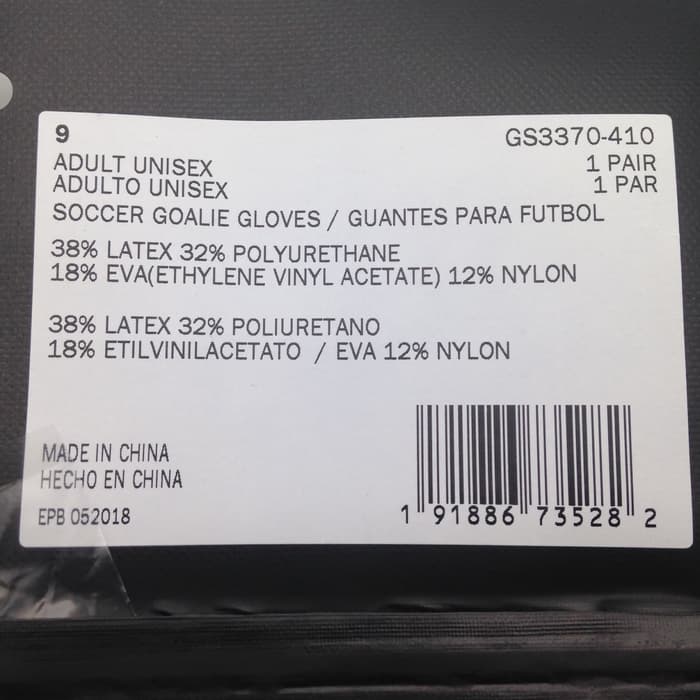 9
GS3370-410
ADULT UNISEX
1 PAIR
ADULTO UNISEX
1 PAR
SOCCER GOALIE GLOVES / GUANTES PARA FUTBOL
38% LATEX 32% POLYURETHANE
18% EVA(ETHYLENE VINYL ACETATE) 12% NYLON
38% LATEX 32% POLIURETANO
18% ETILVINILACETATO / EVA 12% NYLON
MADE IN CHINA
HECHO EN CHINA
EPB 052018
1 91886 73528 2